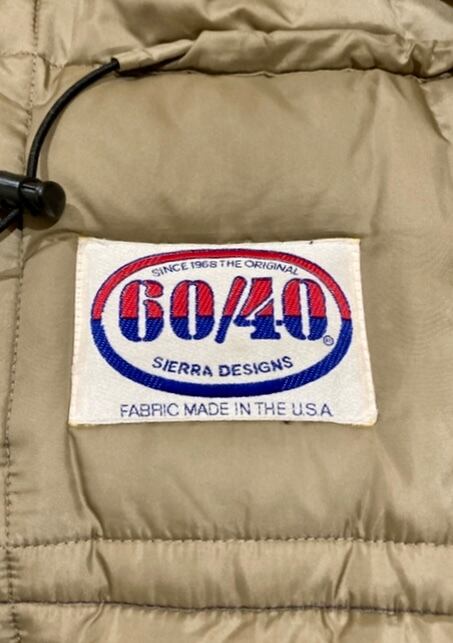 SINCE 1968 THE ORIGINAL
60/40
®
SIERRA DESIGNS
FABRIC MADE IN THE U.S.A